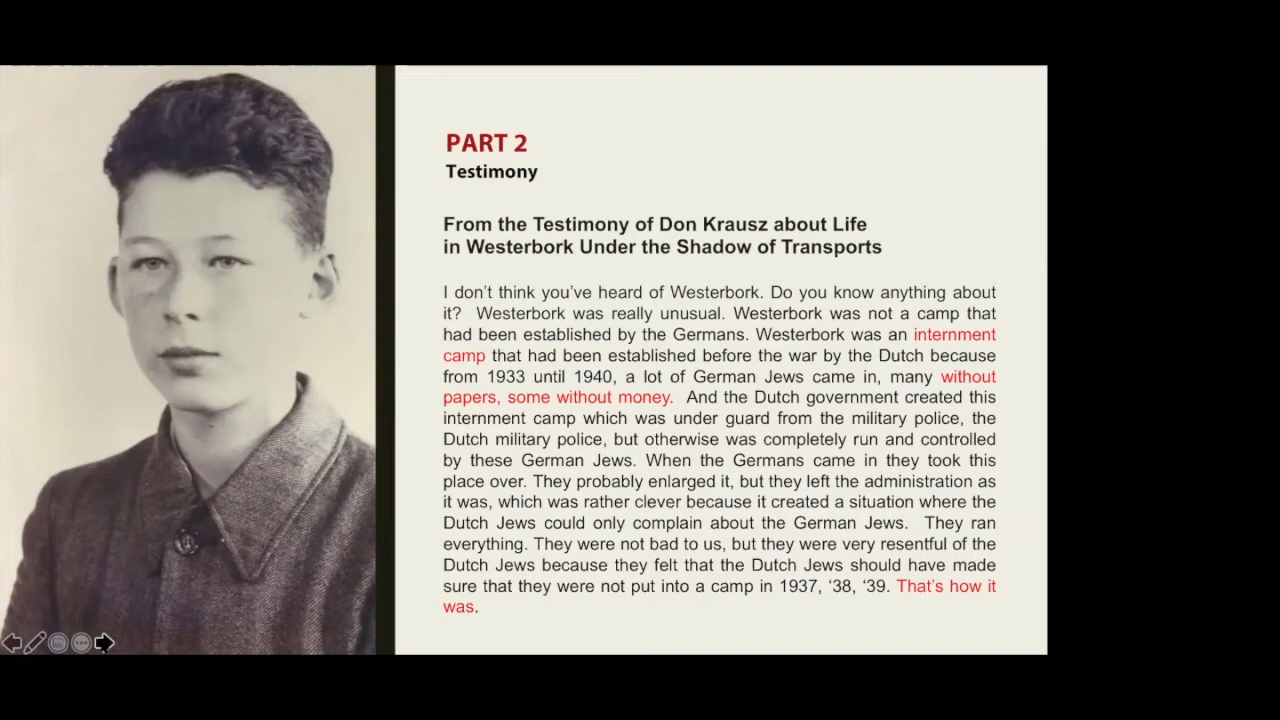 PART 2
Testimony
From the Testimony of Don Krausz about Life
in Westerbork Under the Shadow of Transports
I don’t think you’ve heard of Westerbork. Do you know anything about
it?  Westerbork was really unusual. Westerbork was not a camp that
had been established by the Germans. Westerbork was an internment
camp that had been established before the war by the Dutch because
from 1933 until 1940, a lot of German Jews came in, many without
papers, some without money.  And the Dutch government created this
internment camp which was under guard from the military police, the
Dutch military police, but otherwise was completely run and controlled
by these German Jews. When the Germans came in they took this
place over. They probably enlarged it, but they left the administration as
it was, which was rather clever because it created a situation where the
Dutch Jews could only complain about the German Jews.  They ran
everything. They were not bad to us, but they were very resentful of the
Dutch Jews because they felt that the Dutch Jews should have made
sure that they were not put into a camp in 1937, ‘38, ‘39. That’s how it
was.